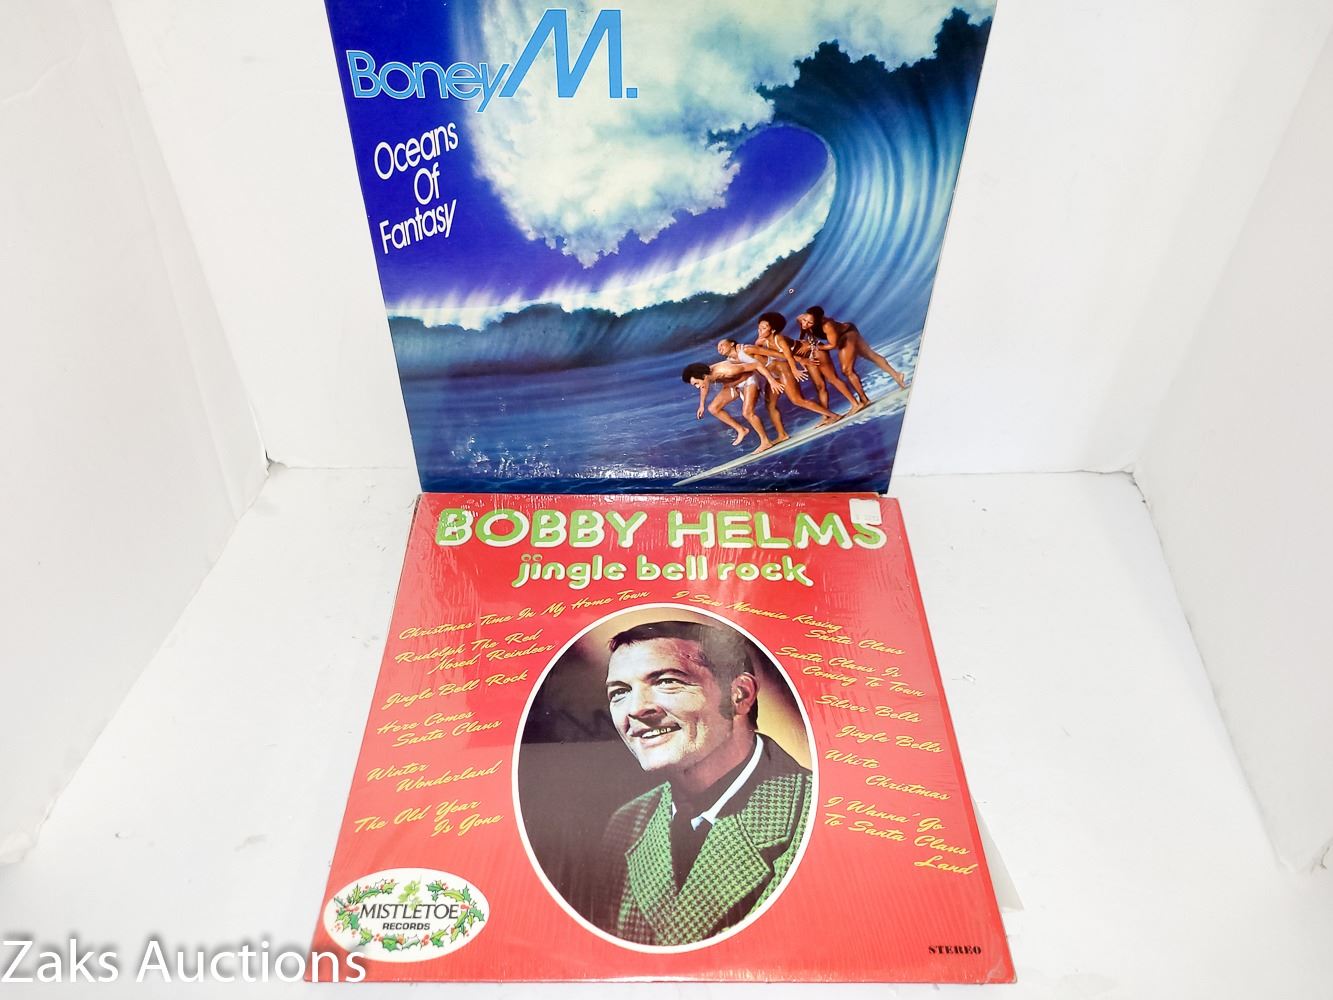 Boney M.
Oceans
Of
Fantasy
BOBBY HELMS
jingle bell rock
Christmas Time In My Home Town
Rudolph The Red
Nosed Reindeer
Jingle Bell Rock
Here Comes
Santa Claus
Winter
Wonderland
The Old Year
Is Gone
I Saw Mommie Kissing
Santa Claus
Santa Claus Is
Coming To Town
Silver Bells
Jingle Bells
White
Christmas
I Wanna' Go
To Santa Claus
Land
MISTLETOE
RECORDS
STEREO
Zaks Auctions